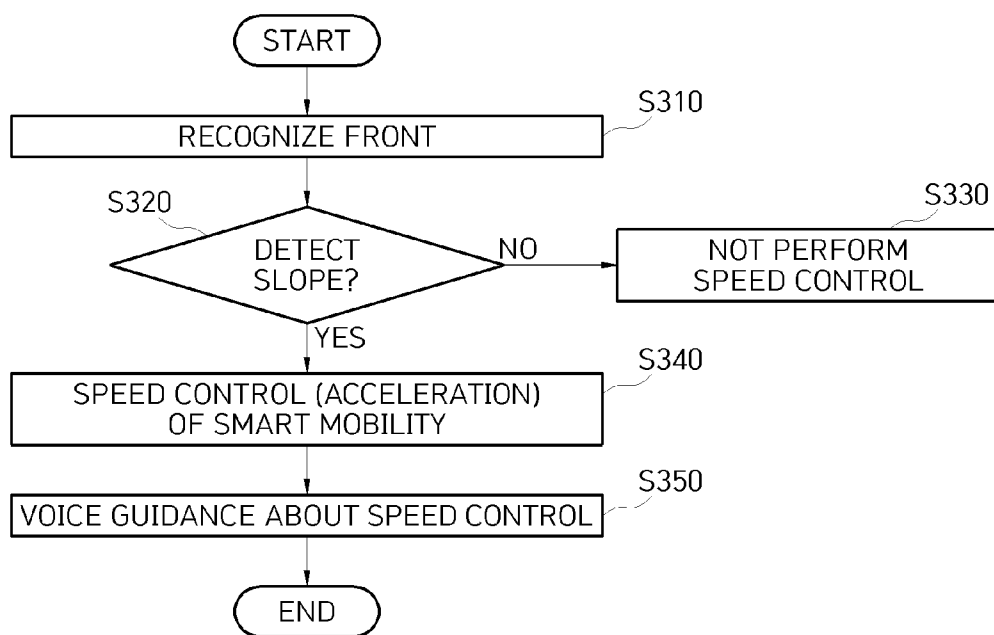 START
S310
RECOGNIZE FRONT
S320
DETECT
SLOPE?
NO
S330
NOT PERFORM
SPEED CONTROL
YES
S340
SPEED CONTROL (ACCELERATION)
OF SMART MOBILITY
S350
VOICE GUIDANCE ABOUT SPEED CONTROL
END